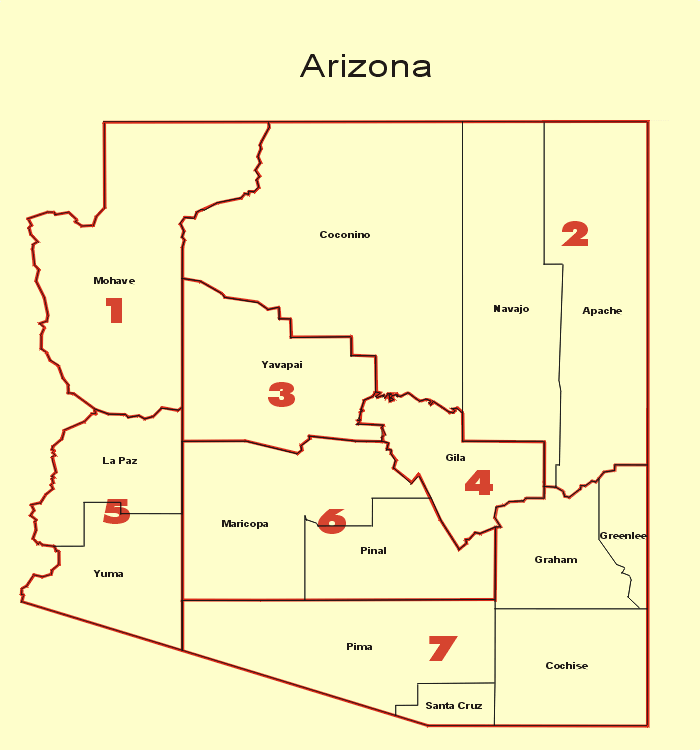 Arizona
2
Coconino
Mohave
1
Navajo
Apache
Yavapai
3
Gila
La Paz
4
5
6
Maricopa
Greenlee
Pinal
Graham
Yuma
Pima
7
Cochise
Santa Cruz